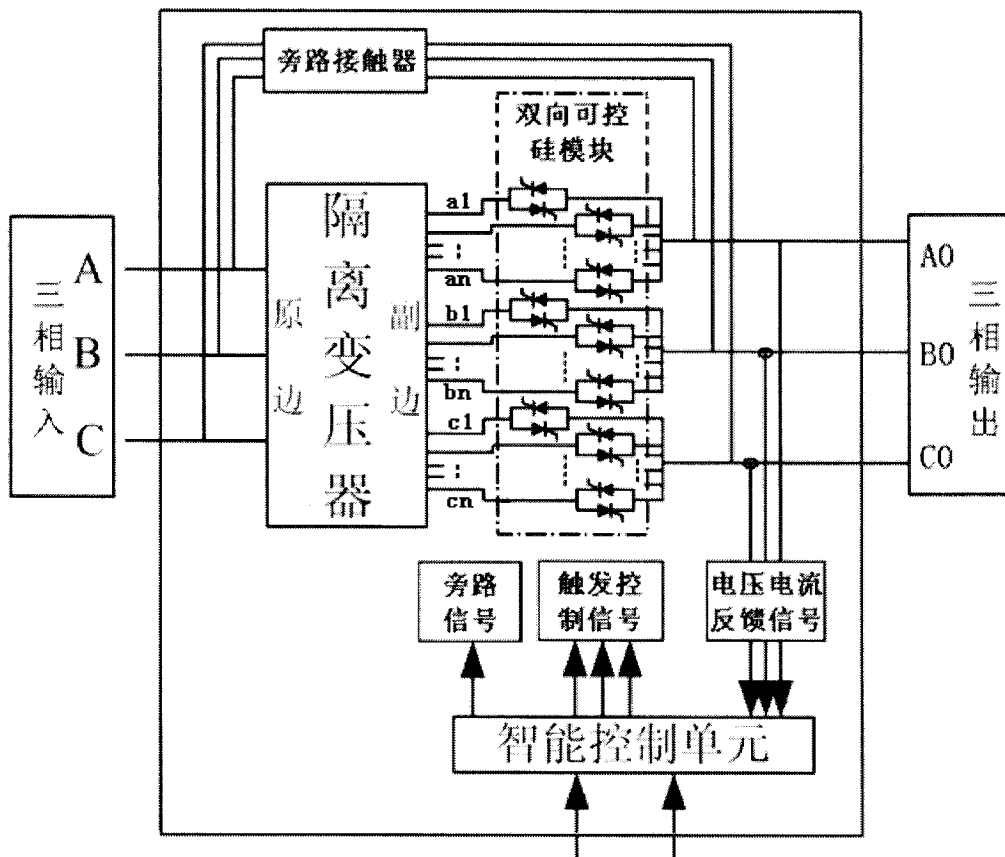 旁路接触器
双向可控
硅模块
三相输入
A
B
C
原边
隔离变压器
副边
a1
an
b1
bn
c1
cn
A0
B0
C0
三相输出
旁路
信号
触发控
制信号
电压电流
反馈信号
智能控制单元